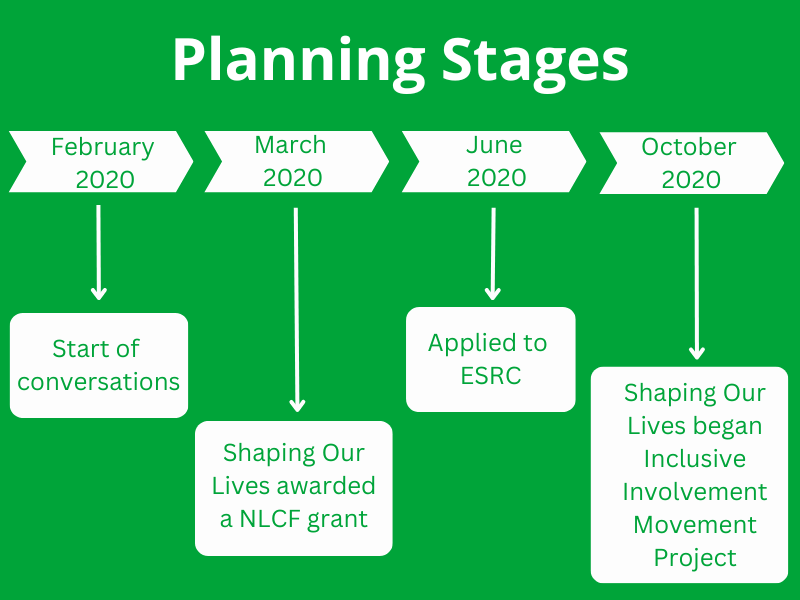 Planning Stages
February
2020
March
2020
June
2020
October
2020
Start of
conversations
Shaping Our
Lives awarded
a NLCF grant
Applied to
ESRC
Shaping Our
Lives began
Inclusive
Involvement
Movement
Project